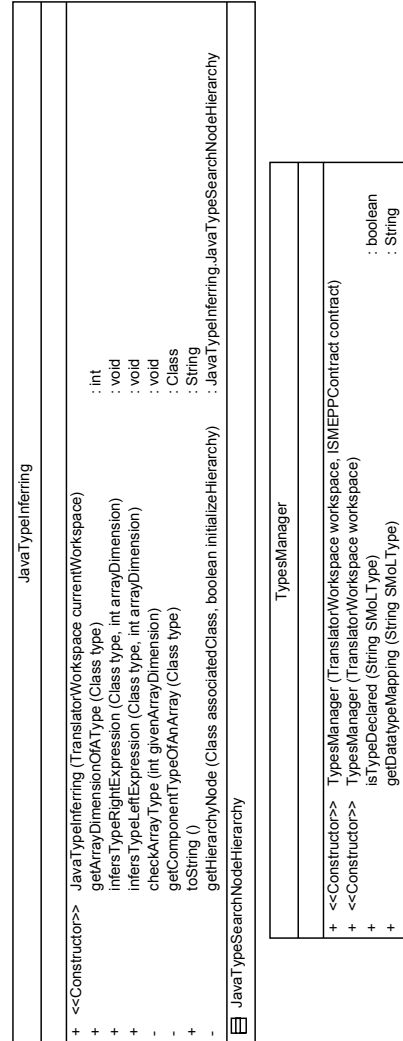 JavaTypeInferring
+ <<Constructor>> JavaTypeInferring (TranslatorWorkspace currentWorkspace)
+ getArrayDimensionOfAType (Class type) : int
+ infersTypeRightExpression (Class type, int arrayDimension) : void
+ infersTypeLeftExpression (Class type, int arrayDimension) : void
- checkArrayType (int givenArrayDimension) : void
- getComponentTypeOfAnArray (Class type) : Class
+ toString () : String
- getHierarchyNode (Class associatedClass, boolean initializeHierarchy) : JavaTypeInferring.JavaTypeSearchNodeHierarchy
JavaTypeSearchNodeHierarchy
TypesManager
+ <<Constructor>> TypesManager (TranslatorWorkspace workspace, ISMEPPContract contract)
+ <<Constructor>> TypesManager (TranslatorWorkspace workspace)
+ isTypeDeclared (String SMoLType) : boolean
+ getDatatypeMapping (String SMoLType) : String